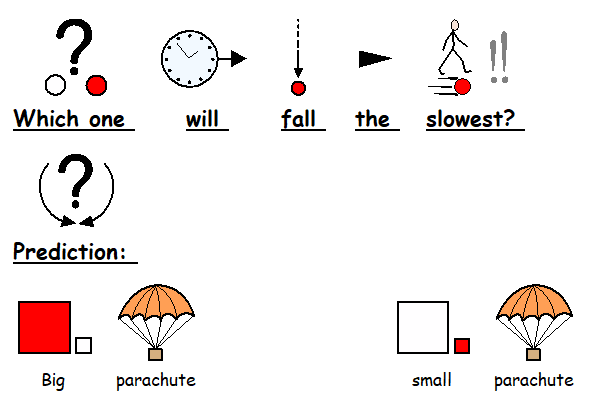 Which one will fall the slowest?
Prediction:
Big parachute small parachute